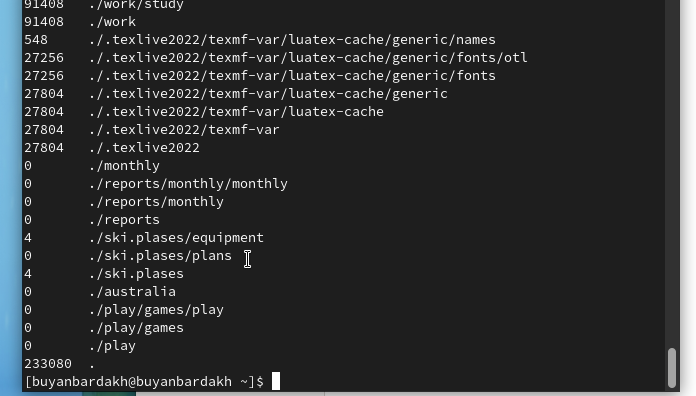 91408 ./work/study
91408 ./work
548 ./.texlive2022/texmf-var/luatex-cache/generic/names
27256 ./.texlive2022/texmf-var/luatex-cache/generic/fonts/otl
27256 ./.texlive2022/texmf-var/luatex-cache/generic/fonts
27804 ./.texlive2022/texmf-var/luatex-cache/generic
27804 ./.texlive2022/texmf-var/luatex-cache
27804 ./.texlive2022/texmf-var
27804 ./.texlive2022
0 ./monthly
0 ./reports/monthly/monthly
0 ./reports/monthly
0 ./reports
4 ./ski.plases/equipment
0 ./ski.plases/plans
4 ./ski.plases
0 ./australia
0 ./play/games/play
0 ./play/games
0 ./play
233080 .
[buyanbardakh@buyanbardakh ~]$